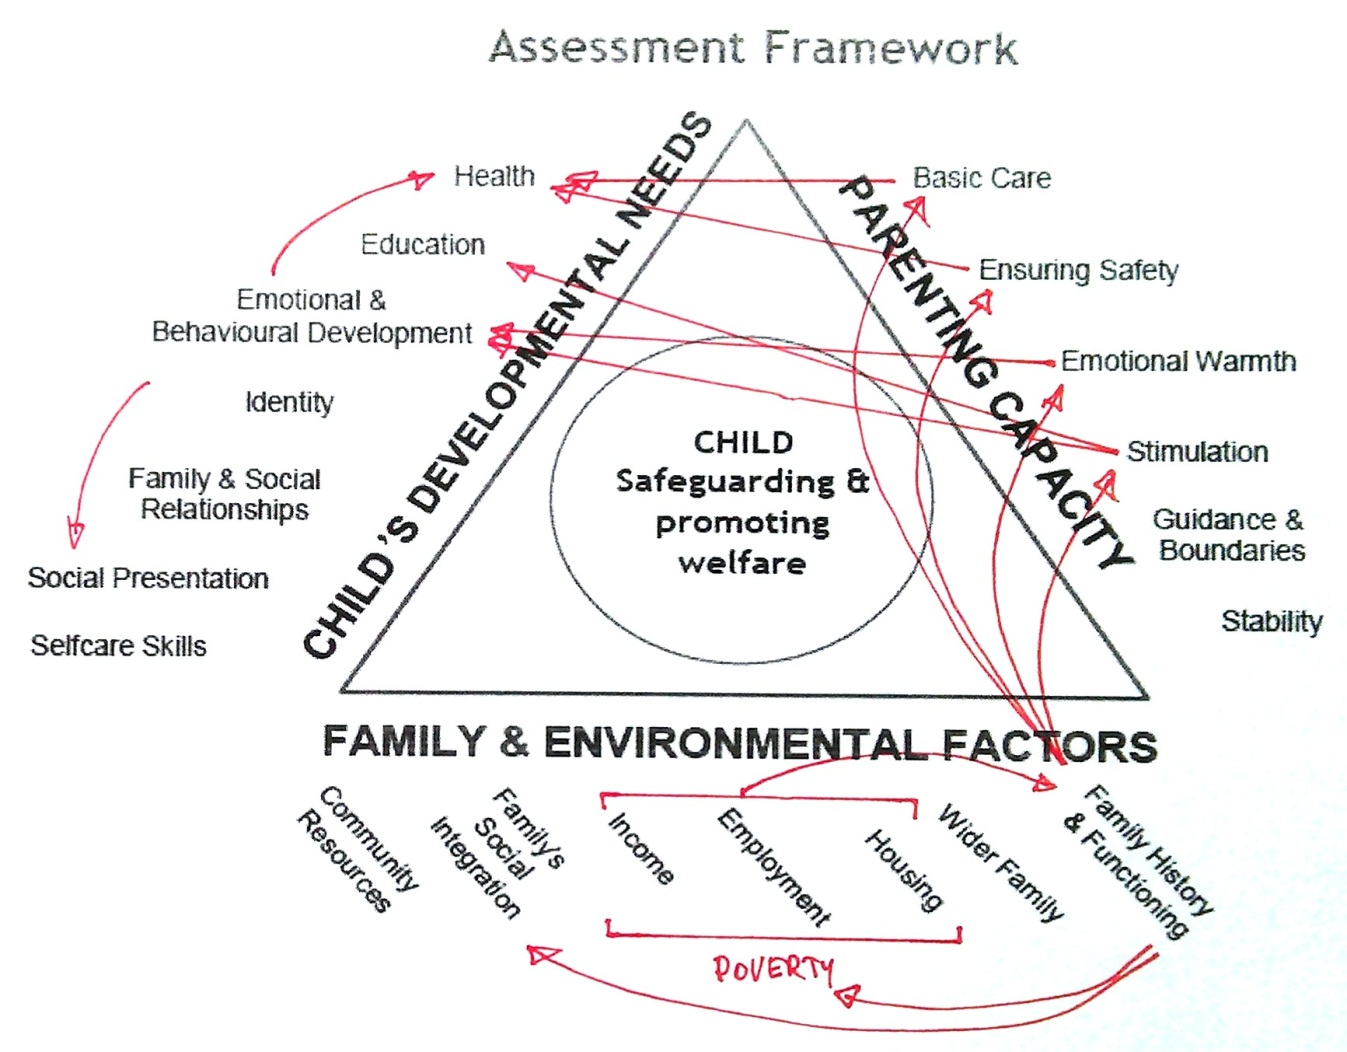 Assessment Framework
CHILD'S DEVELOPMENTAL NEEDS
Health
Education
Emotional &
Behavioural Development
Identity
Family & Social
Relationships
Social Presentation
Selfcare Skills
PARENTING CAPACITY
Basic Care
Ensuring Safety
Emotional Warmth
Stimulation
Guidance &
Boundaries
Stability
CHILD
Safeguarding &
promoting
welfare
FAMILY & ENVIRONMENTAL FACTORS
Community
Resources
Family's
Social
Integration
Income
Employment
Housing
Wider Family
Family History
& Functioning
POVERTY